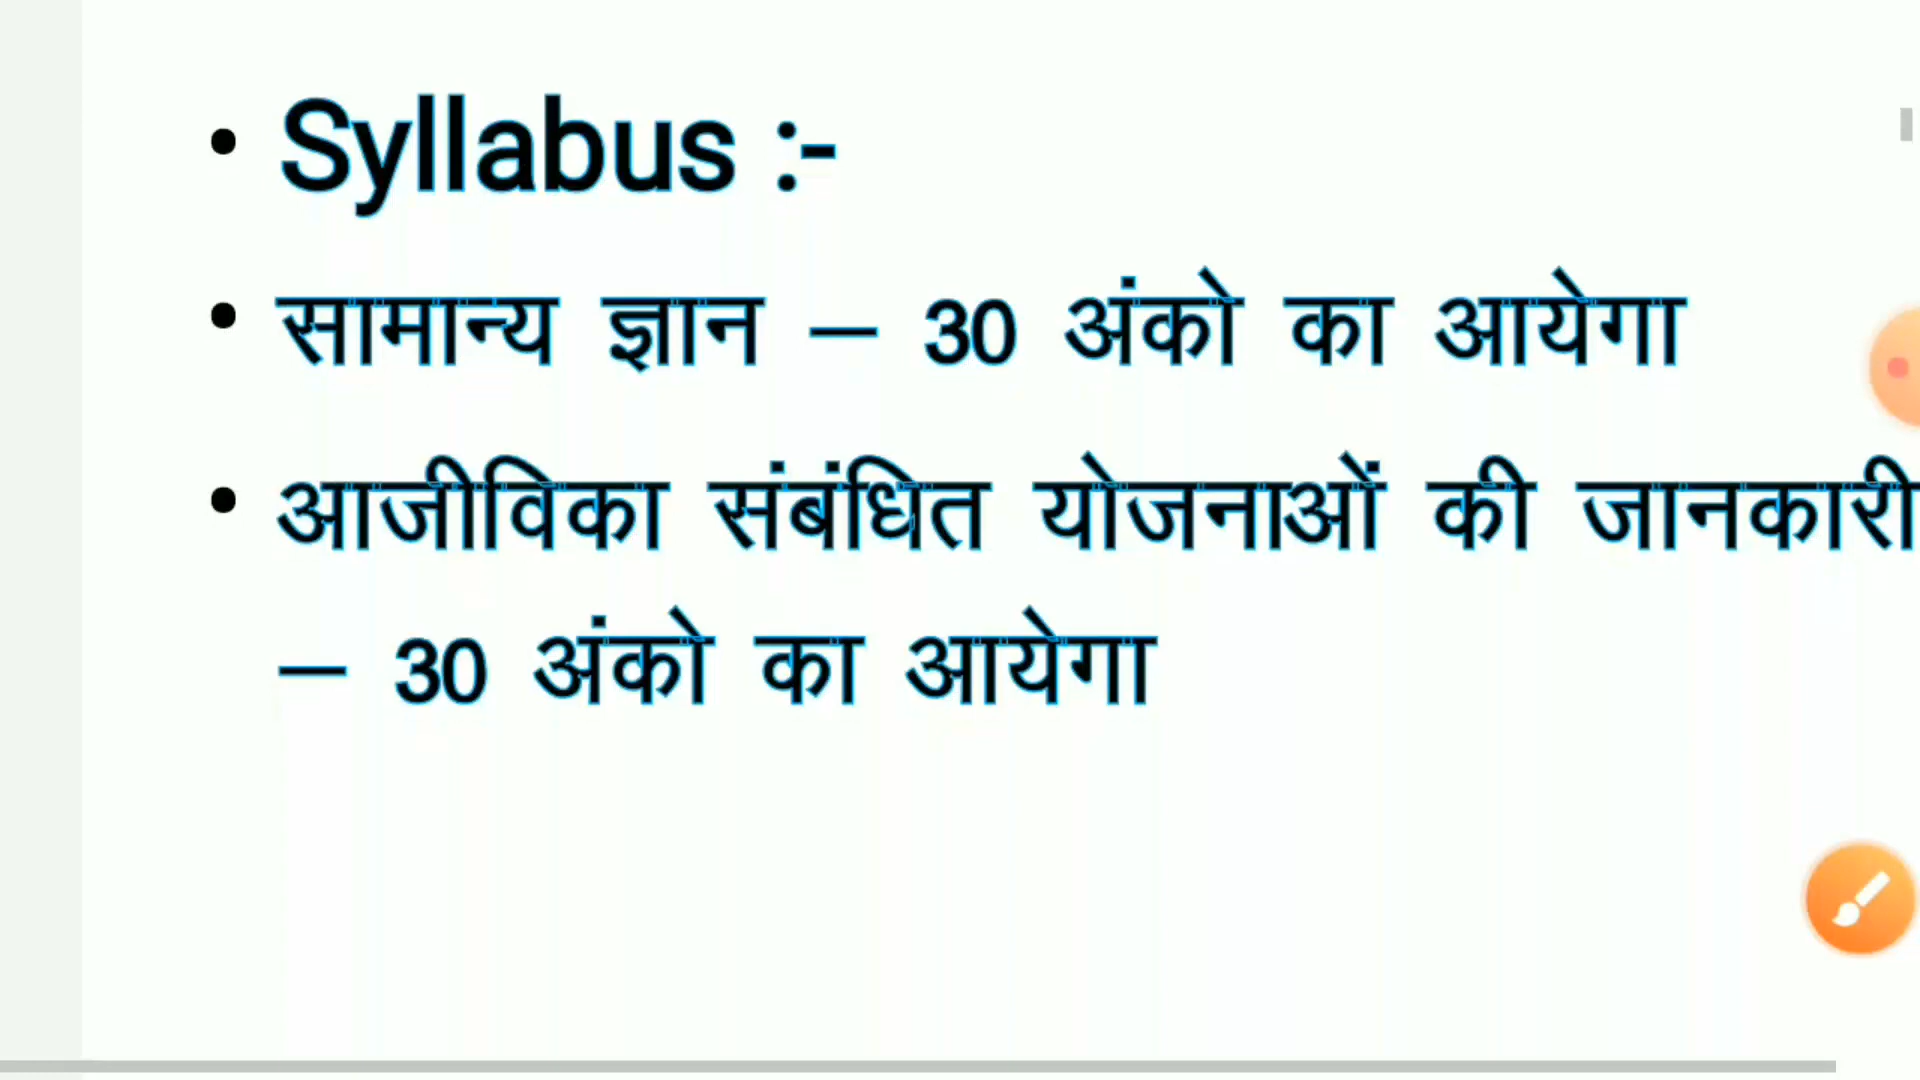 • Syllabus :-
• सामान्य ज्ञान – 30 अंको का आयेगा
• आजीविका संबंधित योजनाओं की जानकारी
– 30 अंको का आयेगा